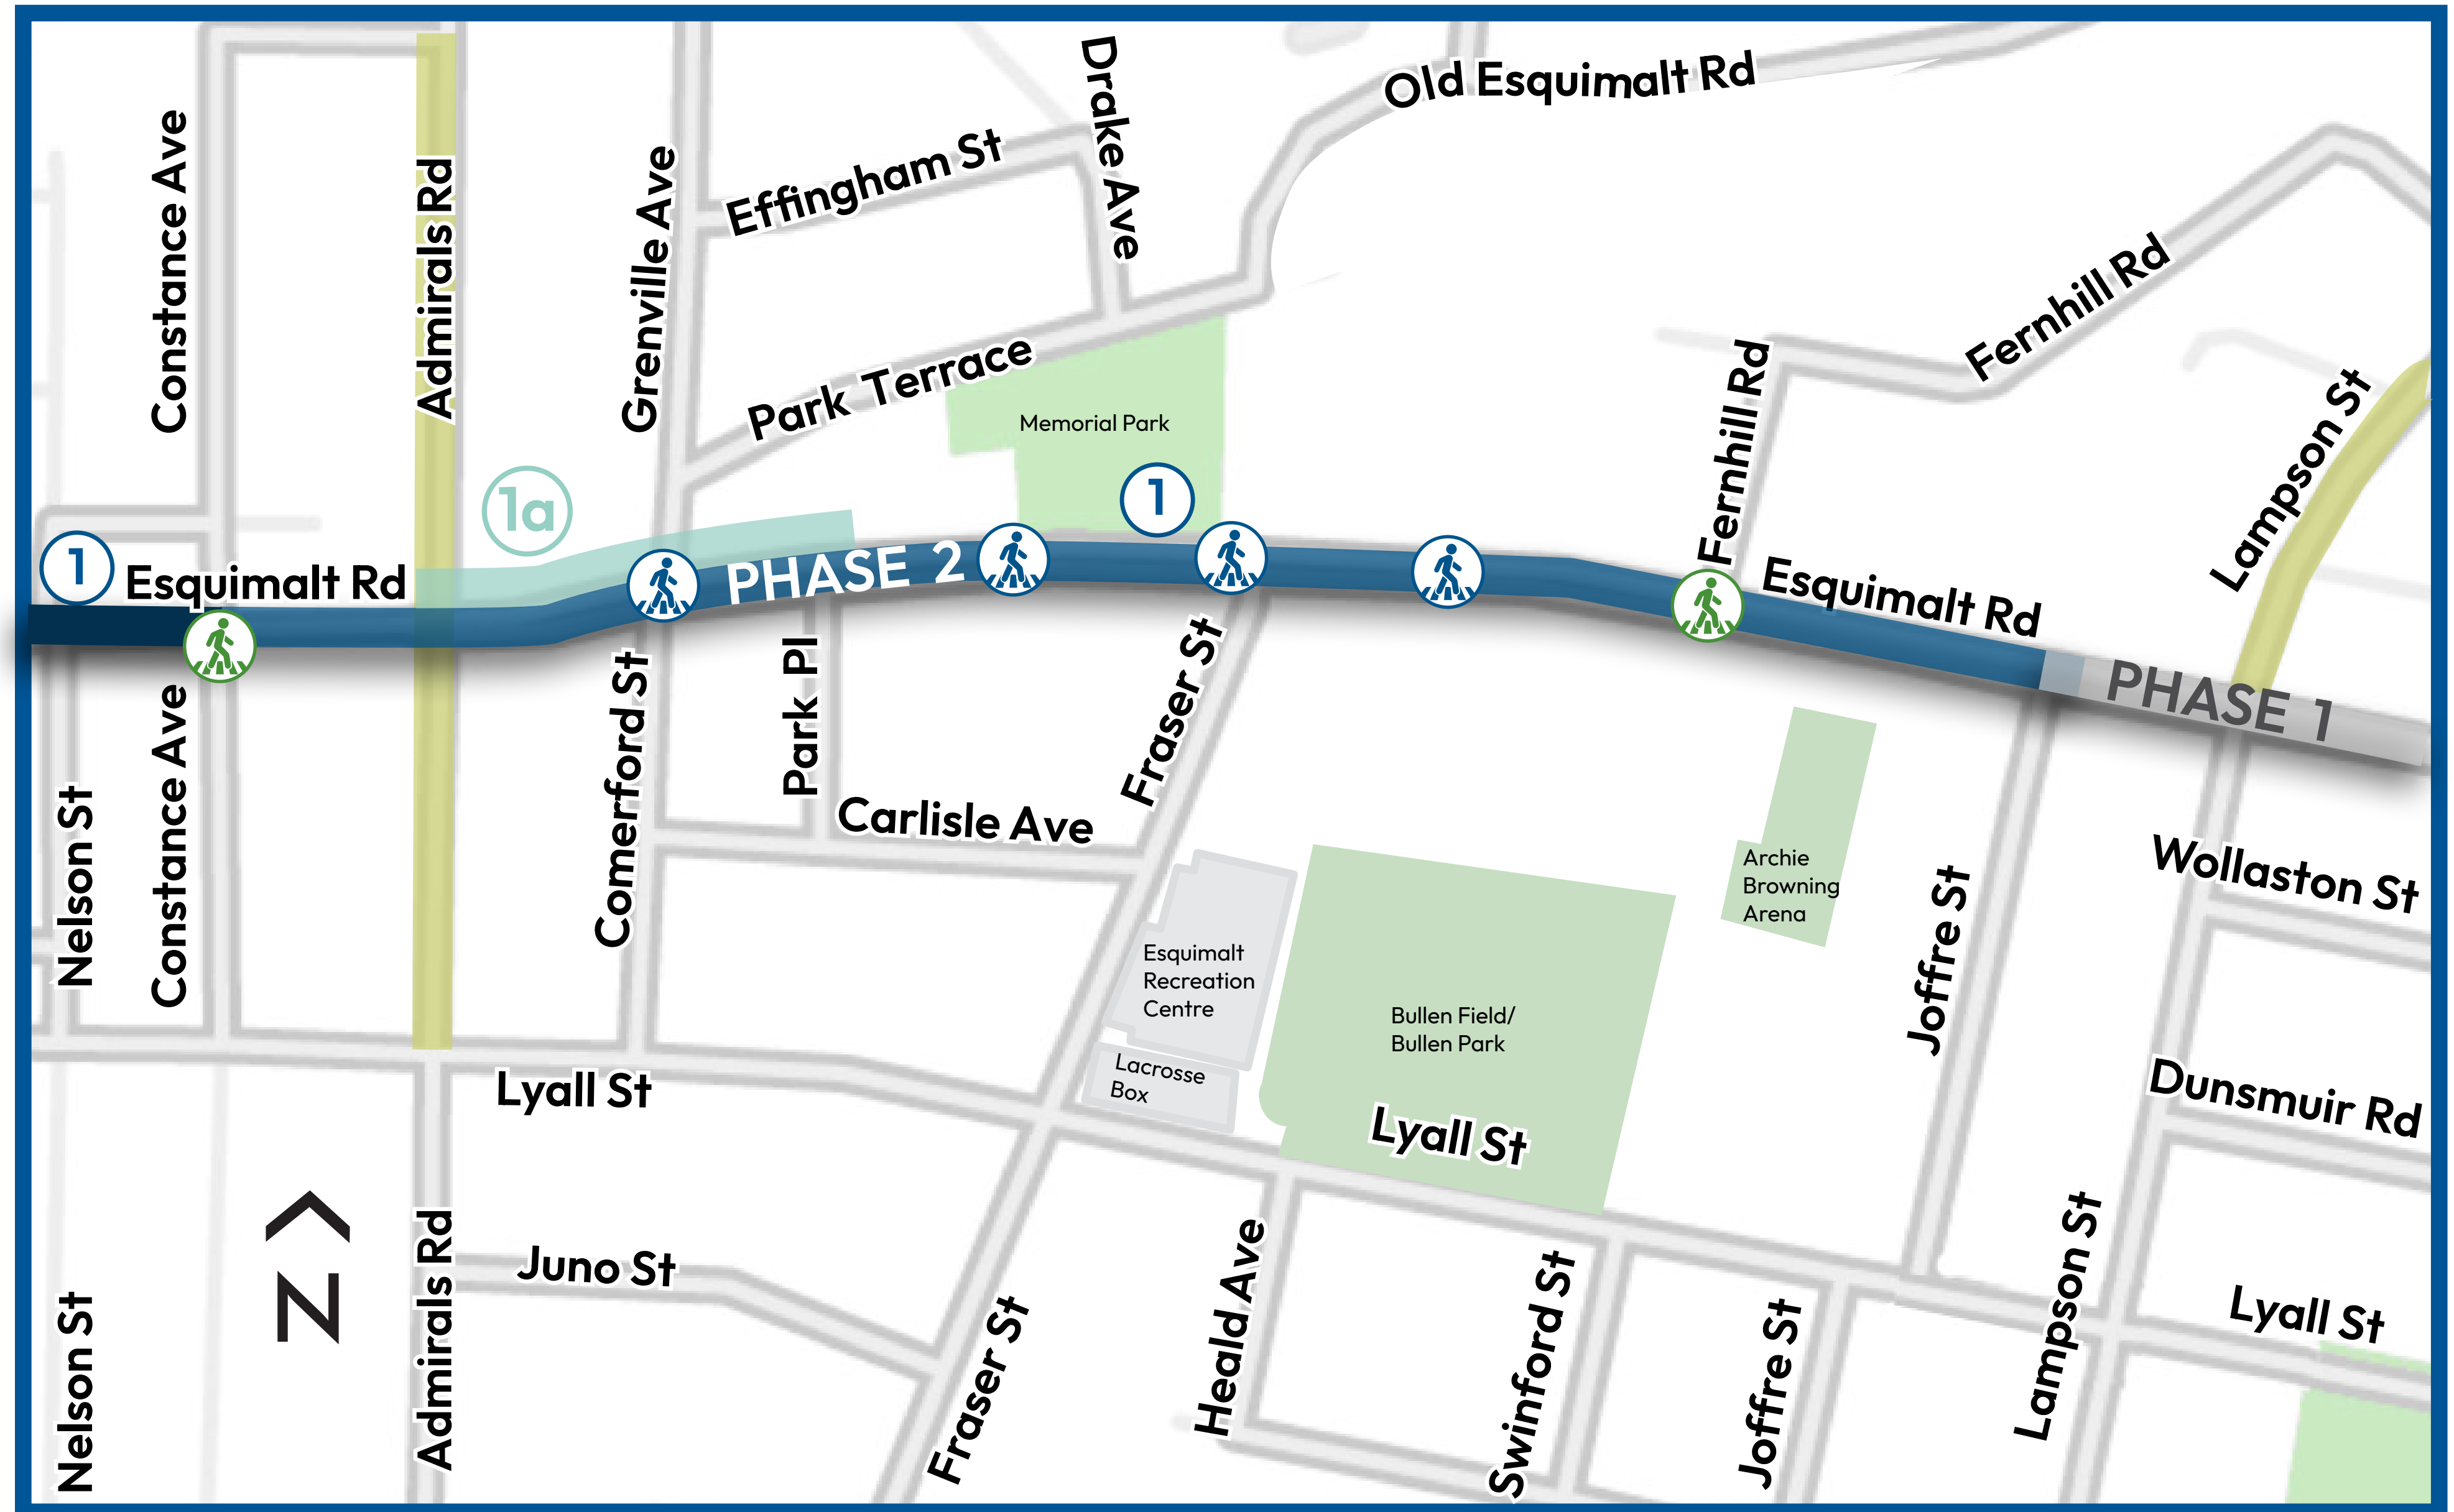 Drake Ave
Old Esquimalt Rd
Constance Ave
Admirals Rd
Grenville Ave
Effingham St
Fernhill Rd
Park Terrace
Memorial Park
Fernhill Rd
Lampson St
1a
1
1
Esquimalt Rd
PHASE 2
Esquimalt Rd
PHASE 1
Nelson St
Constance Ave
Comerford St
Park Pl
Fraser St
Carlisle Ave
Archie
Browning
Arena
Joffre St
Wollaston St
Esquimalt
Recreation
Centre
Bullen Field/
Bullen Park
Lacrosse
Box
Lyall St
Lyall St
Dunsmuir Rd
N
Nelson St
Admirals Rd
Juno St
Fraser St
Heald Ave
Swinford St
Joffre St
Lampson St
Lyall St